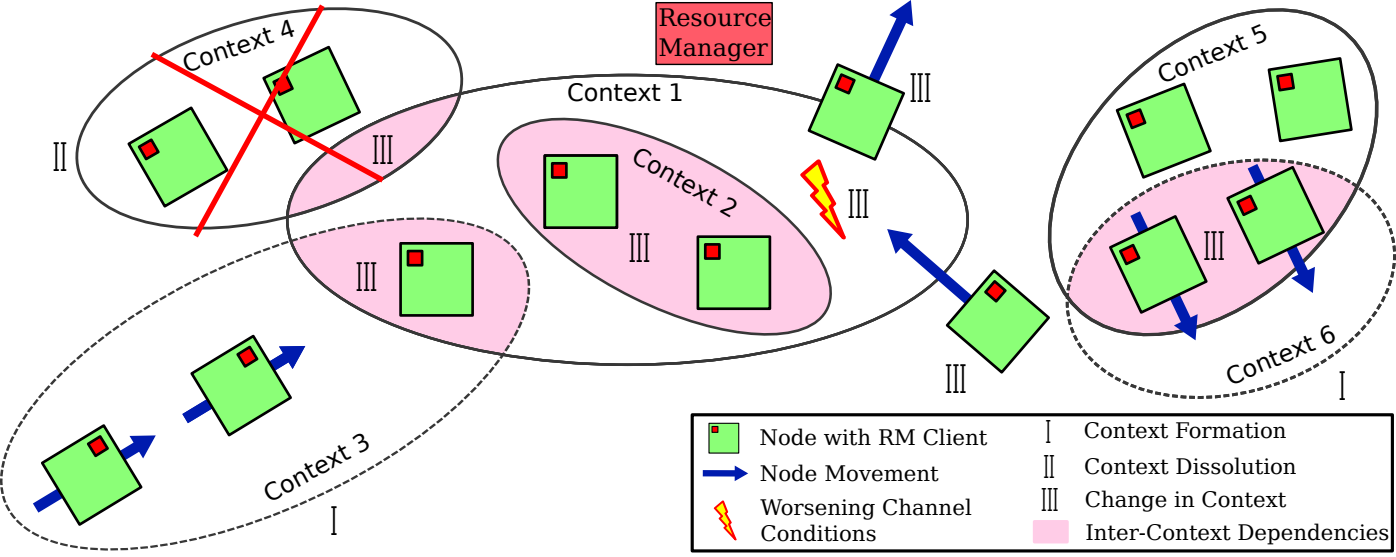 Resource
Manager
Context 4
Context 1
Context 5
III
II
III
Context 2
III
III
III
III
Context 6
III
I
Context 3
I
Node with RM Client
Node Movement
Worsening Channel
Conditions
I Context Formation
II Context Dissolution
III Change in Context
Inter-Context Dependencies